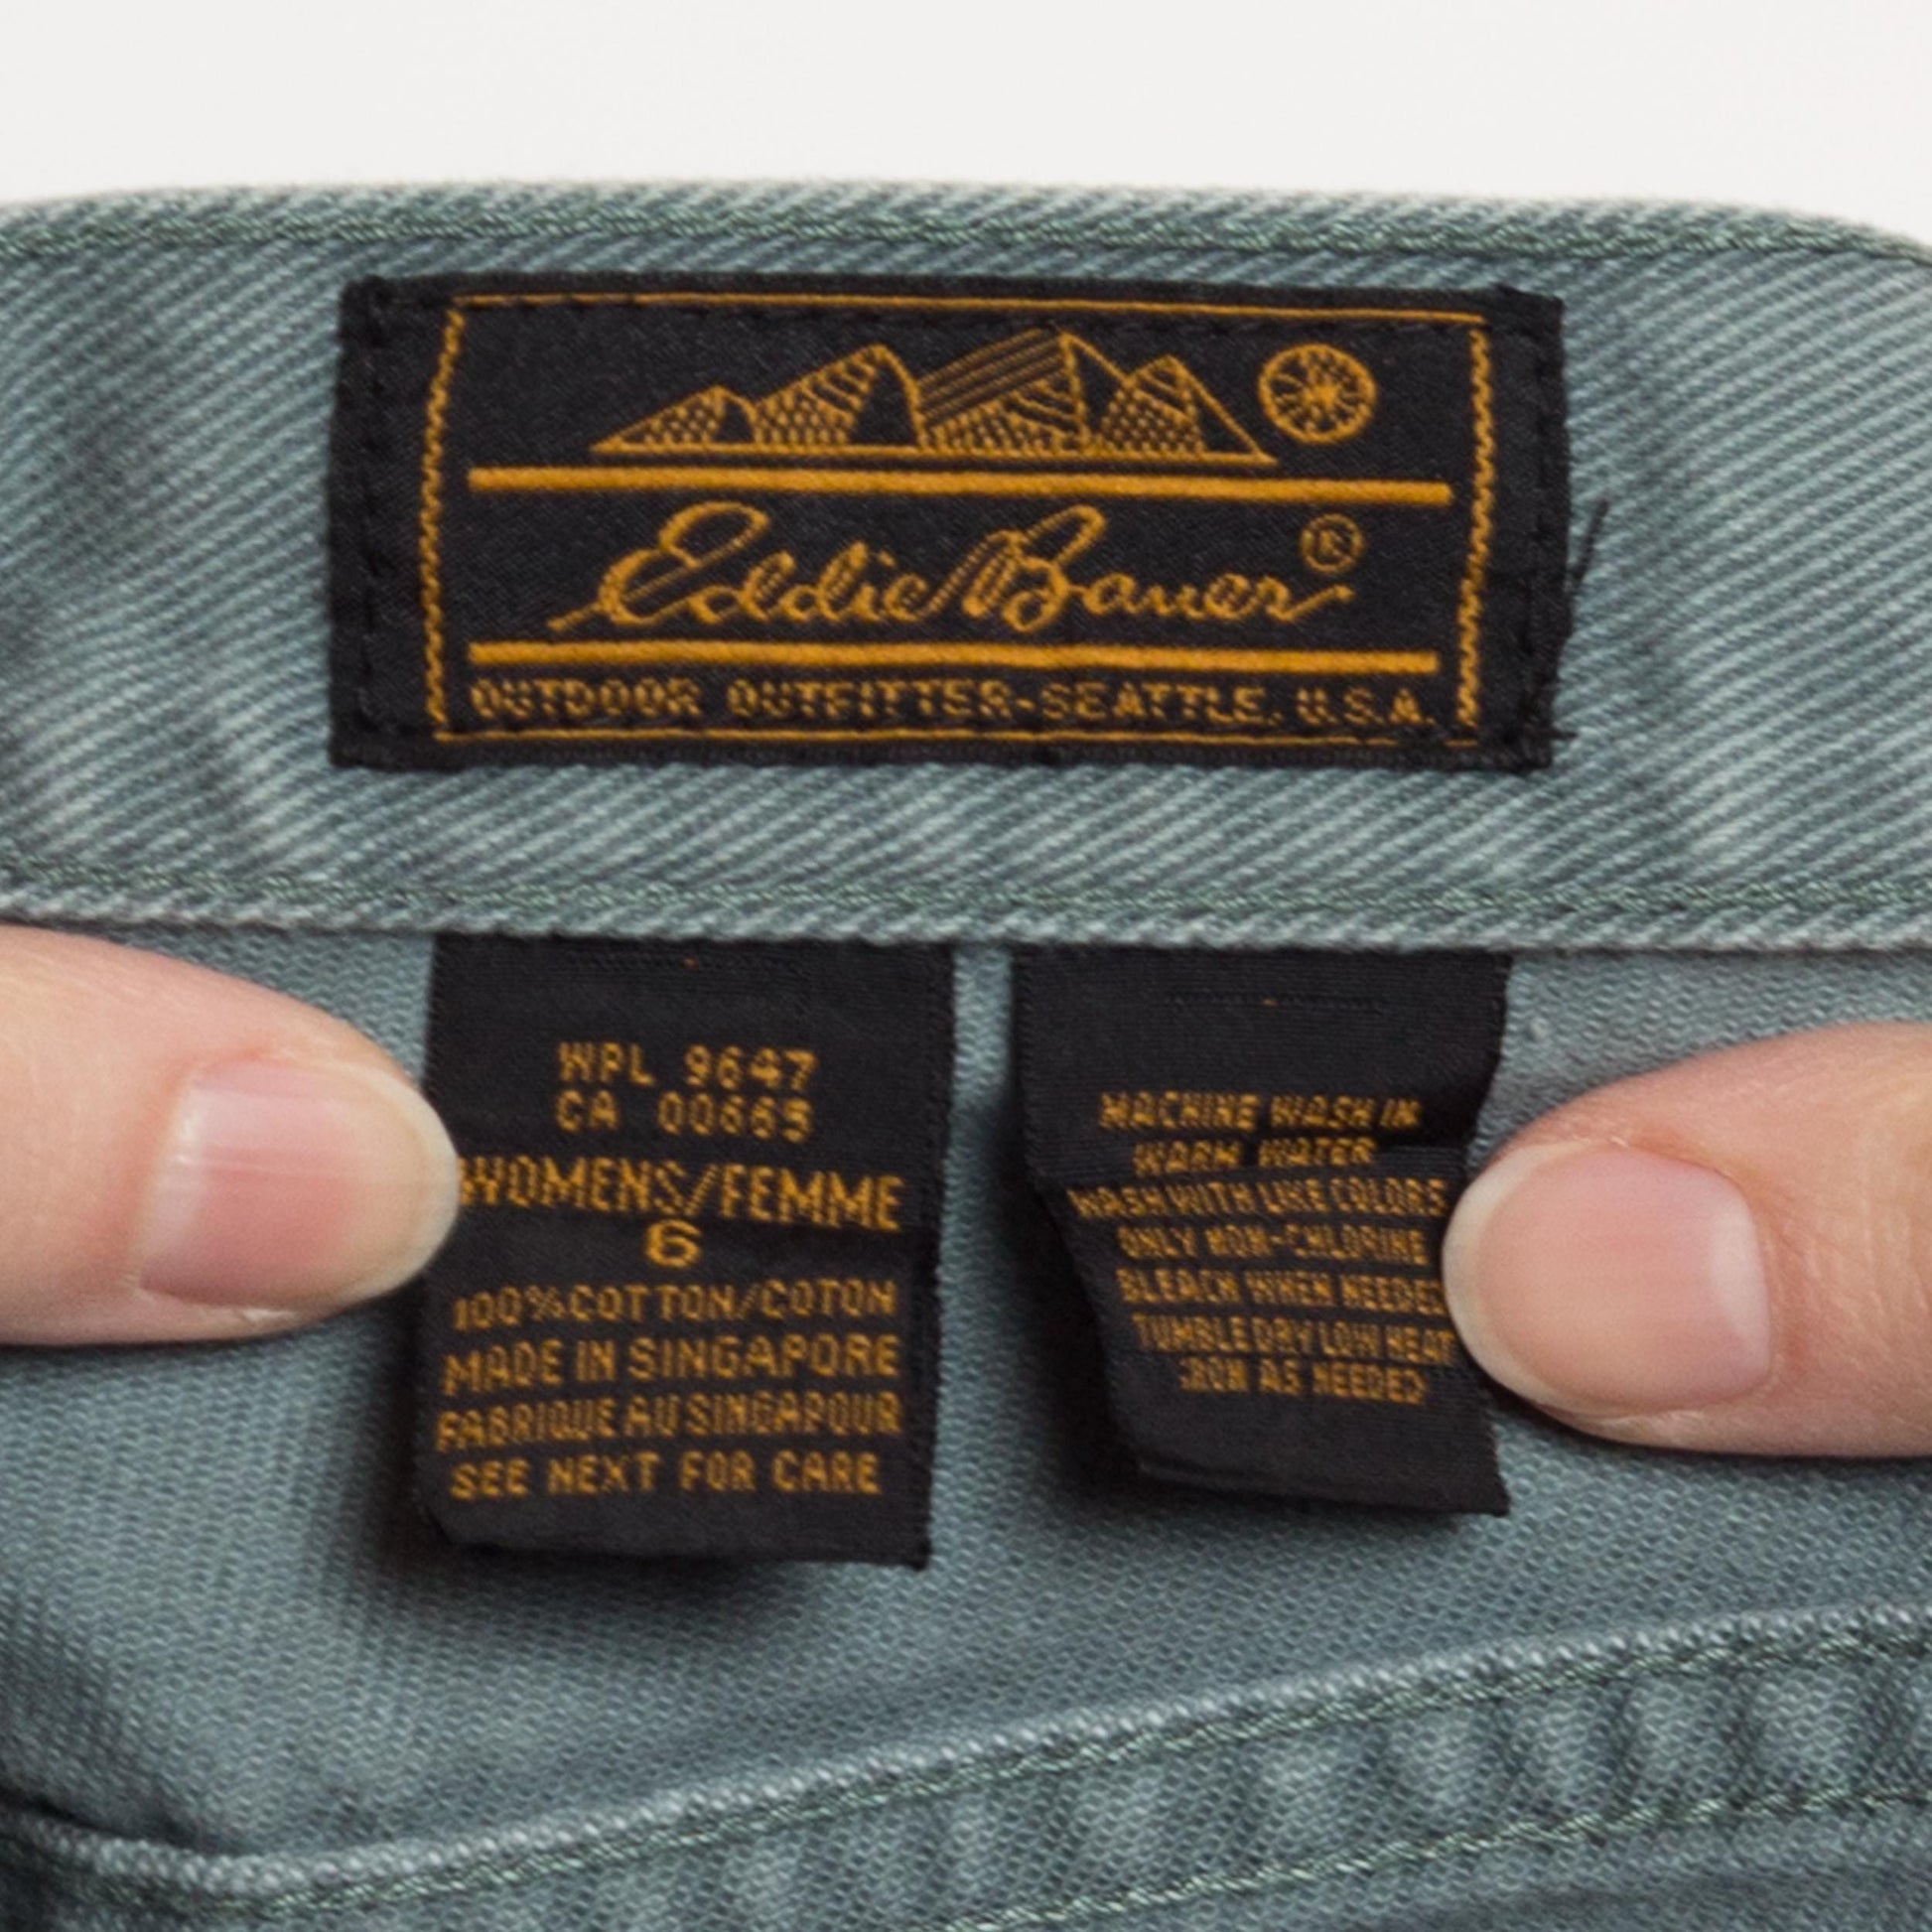 Eddie Bauer ®
OUTDOOR OUTFITTER-SEATTLE, U.S.A.
WPL 9647
CA 00665
WOMENS/FEMME
6
100%COTTON/COTON
MADE IN SINGAPORE
FABRIQUE AU SINGAPOUR
SEE NEXT FOR CARE
MACHINE WASH IN
WARM WATER
WASH WITH LIKE COLORS
ONLY NON-CHLORINE
BLEACH WHEN NEEDED
TUMBLE DRY LOW HEAT
IRON AS NEEDED